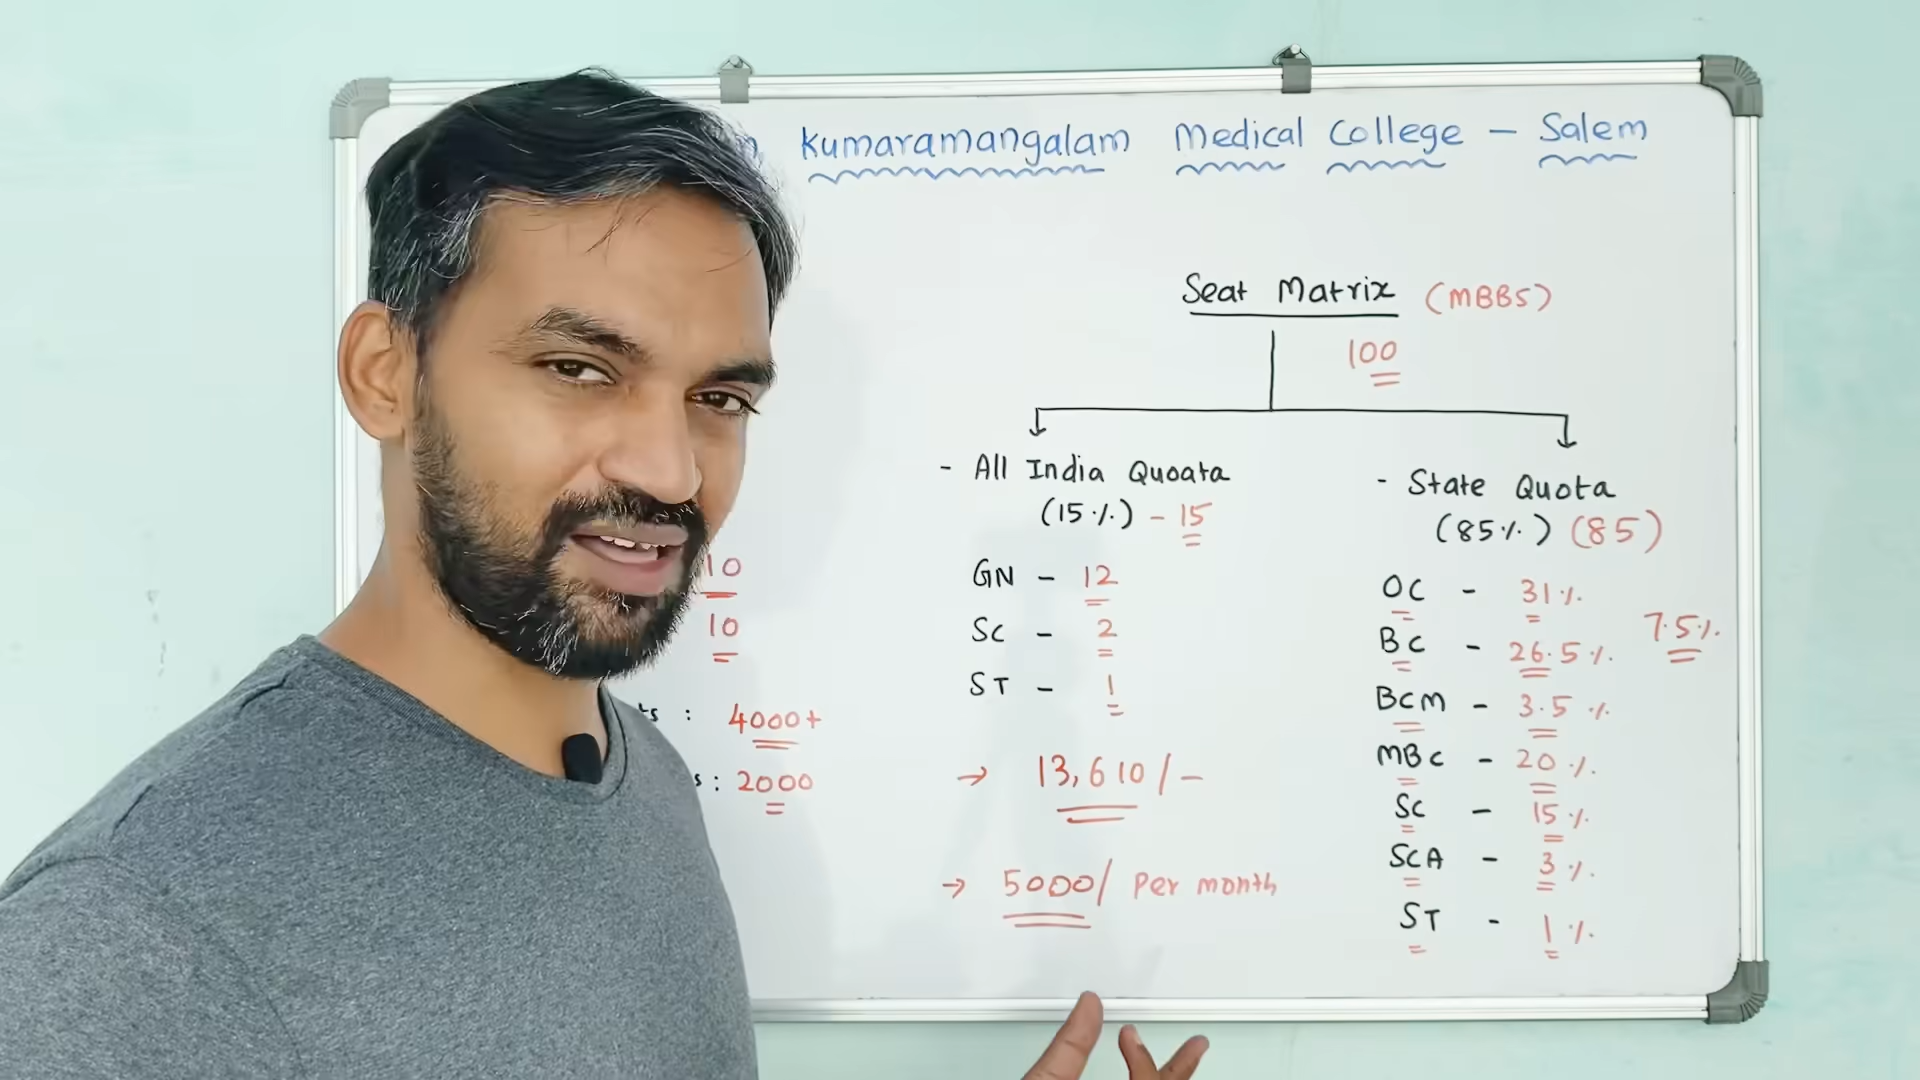 Kumaramangalam Medical College - Salem
Seat Matrix (MBBS)
100
- All India Quoata
(15%) - 15
GN - 12
SC - 2
ST - 1
→ 13,610/-
→ 5000/ Per month
- State Quota
(85%) (85)
OC - 31%
BC - 26.5%
7.5%
BCM - 3.5%
MBC - 20%
SC - 15%
SCA - 3%
ST - 1%
10
10
: 4000+
: 2000